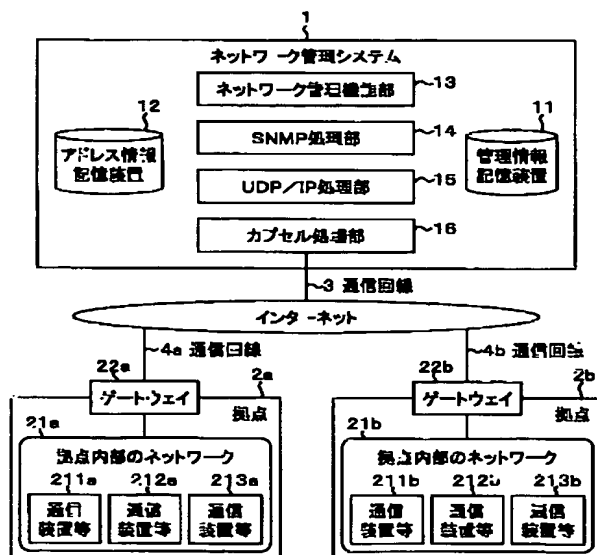 1
ネットワーク管理システム
ネットワーク管理機能部
13
12
アドレス情報
記憶装置
SNMP処理部
14
11
管理情報
記憶装置
UDP/IP処理部
15
カプセル処理部
16
3 通信回線
インターネット
4a 通信回線
4b 通信回線
22a
ゲートウェイ
2a
拠点
22b
ゲートウェイ
2b
拠点
21a
拠点内部のネットワーク
211a
212a
213a
通信
装置等
通信
装置等
通信
装置等
21b
拠点内部のネットワーク
211b
212b
213b
通信
装置等
通信
装置等
通信
装置等